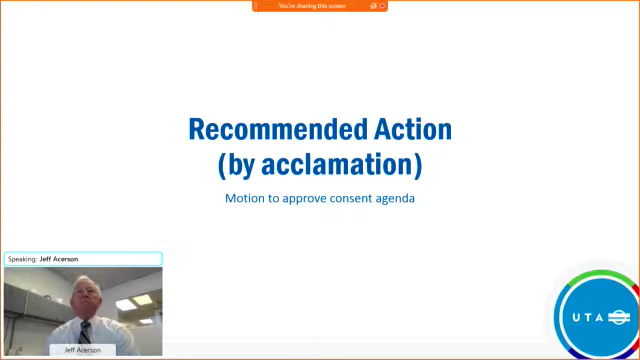 You're sharing this screen
Recommended Action
(by acclamation)
Motion to approve consent agenda
Speaking: Jeff Acerson
Jeff Acerson
UTA